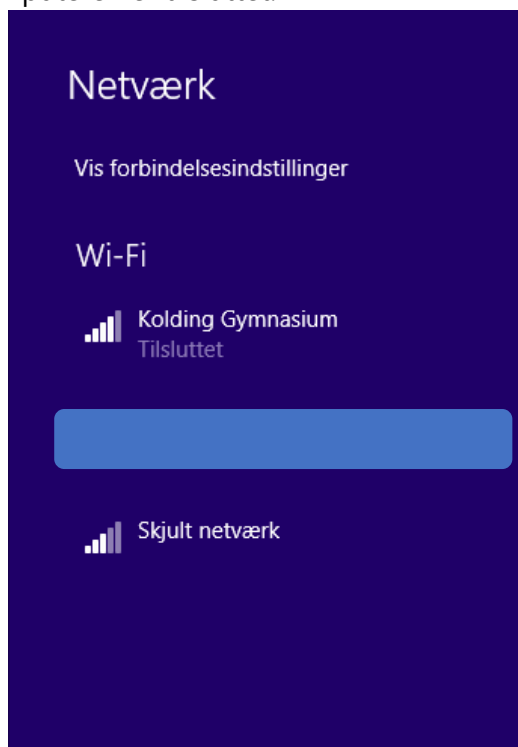 Netværk
Vis forbindelsesindstillinger
Wi-Fi
Kolding Gymnasium
Tilsluttet
Skjult netværk